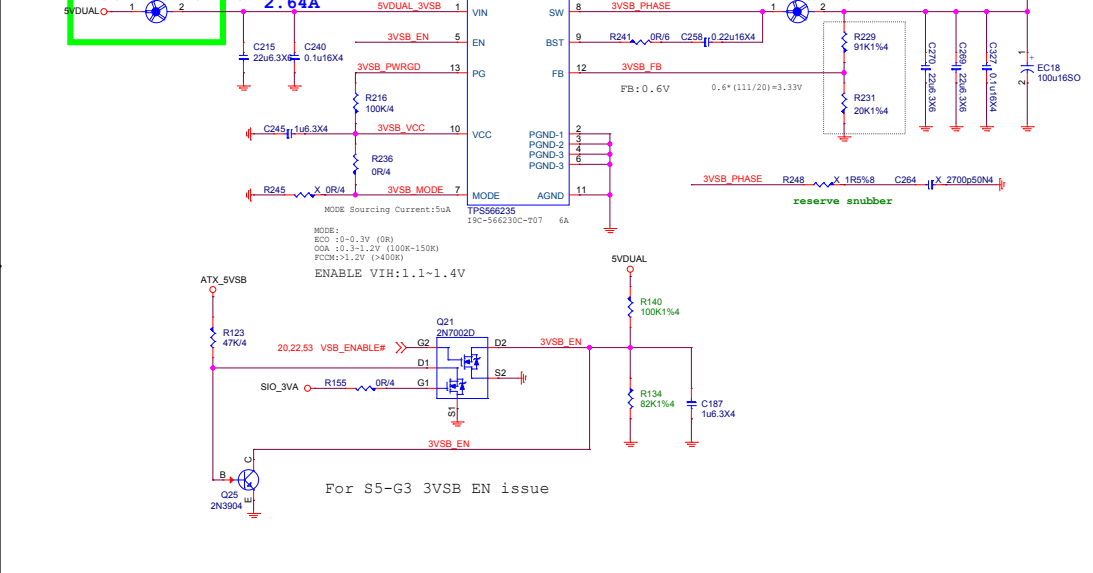 2.64A
5VDUAL
1
2
5VDUAL_3VSB
1
VIN
SW
8
3VSB_PHASE
1
2
C215
22u6.3X6
C240
0.1u16X4
3VSB_EN
5
EN
BST
9
R241
0R/6
C258
0.22u16X4
3VSB_PWRGD
13
PG
FB
12
3VSB_FB
FB:0.6V
0.6*(111/20)=3.33V
R229
91K1%4
R231
20K1%4
C270
22u6.3X6
C269
22u6.3X6
C327
0.1u16X4
1
+
EC18
100u16SO
2
R216
100K/4
C245
1u6.3X4
3VSB_VCC
10
VCC
PGND-1
2
PGND-2
3
PGND-3
4
PGND-3
6
R236
0R/4
R245
X_0R/4
3VSB_MODE
7
MODE
AGND
11
MODE Sourcing Current:5uA
TPS566235
I9C-566230C-T07
6A
3VSB_PHASE
R248
X_1R5%8
C264
X_2700p50N4
reserve snubber
MODE:
ECO :0~0.3V (0R)
OOA :0.3~1.2V (100K~150K)
FCCM:>1.2V (>400K)
ENABLE VIH:1.1~1.4V
ATX_5VSB
R123
47K/4
5VDUAL
R140
100K1%4
Q21
2N7002D
20,22,53
VSB_ENABLE#
G2
D2
3VSB_EN
D1
S2
SIO_3VA
R155
0R/4
G1
S1
R134
82K1%4
C187
1u6.3X4
3VSB_EN
C
B
E
Q25
2N3904
For S5-G3 3VSB EN issue